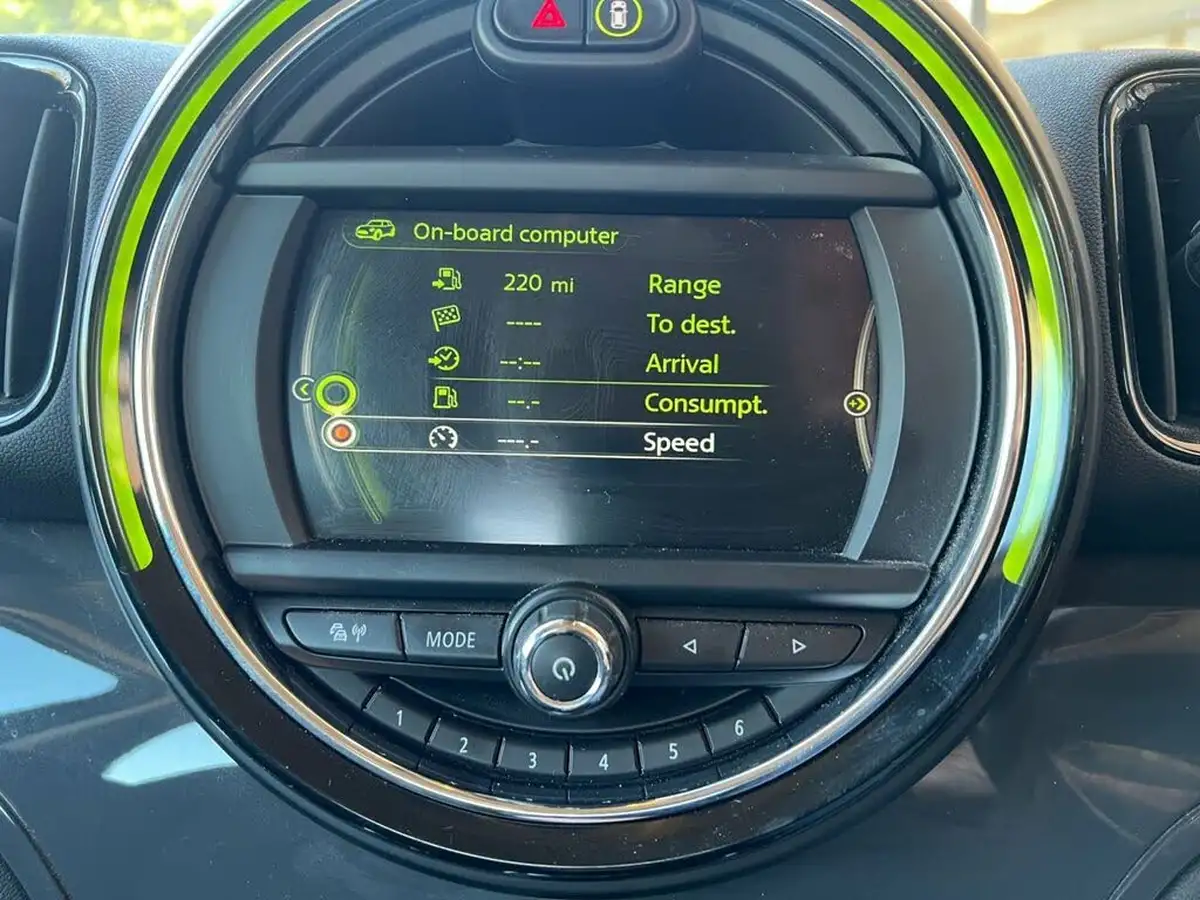 On-board computer
220 mi Range
---- To dest.
--:-- Arrival
--.- Consumpt.
---.- Speed
MODE
1 2 3 4 5 6